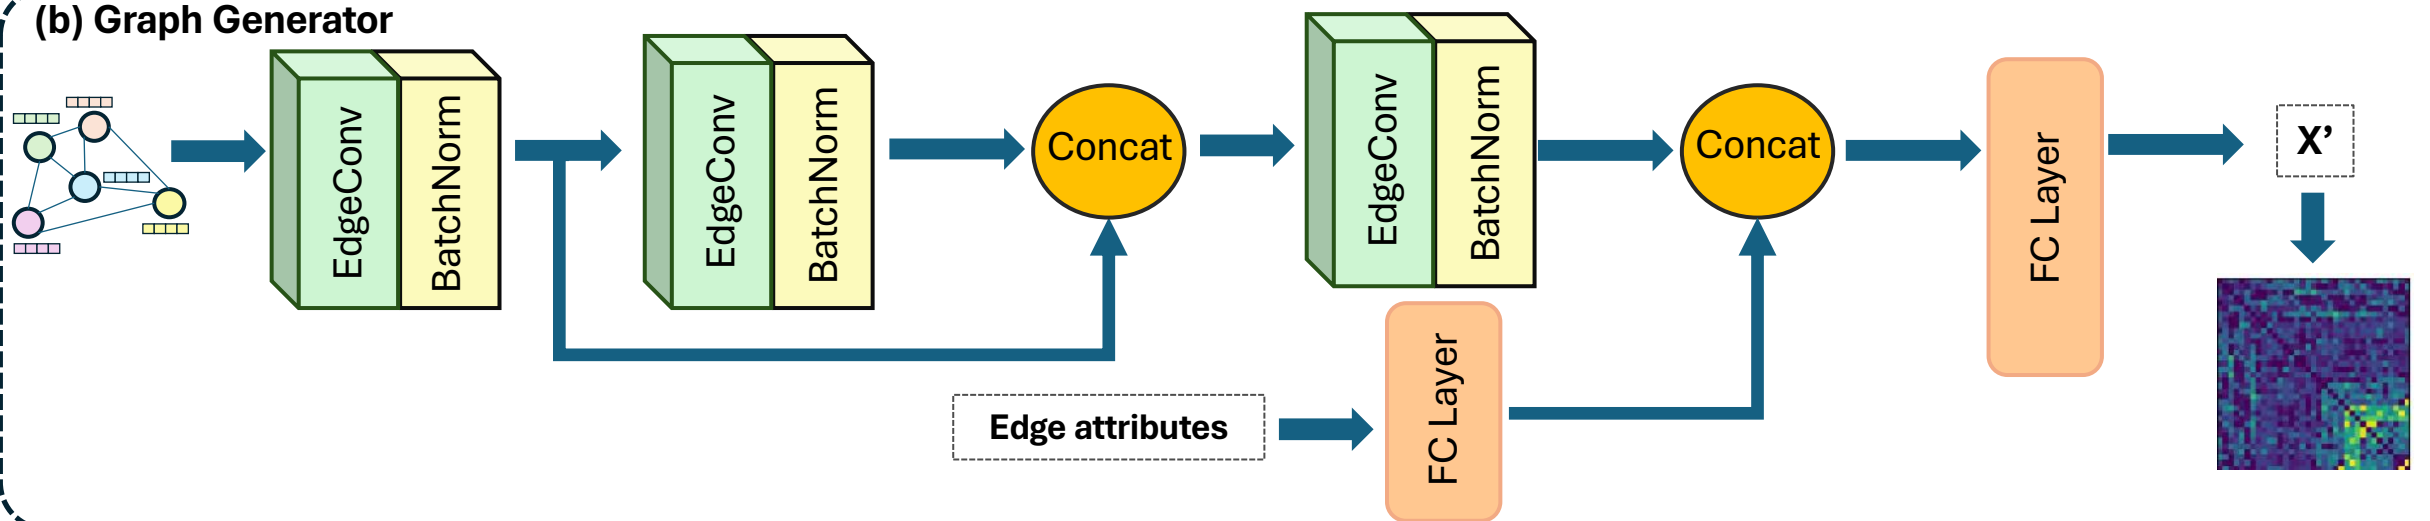 (b) Graph Generator
EdgeConv
BatchNorm
EdgeConv
BatchNorm
Concat
EdgeConv
BatchNorm
Concat
FC Layer
X’
Edge attributes
FC Layer